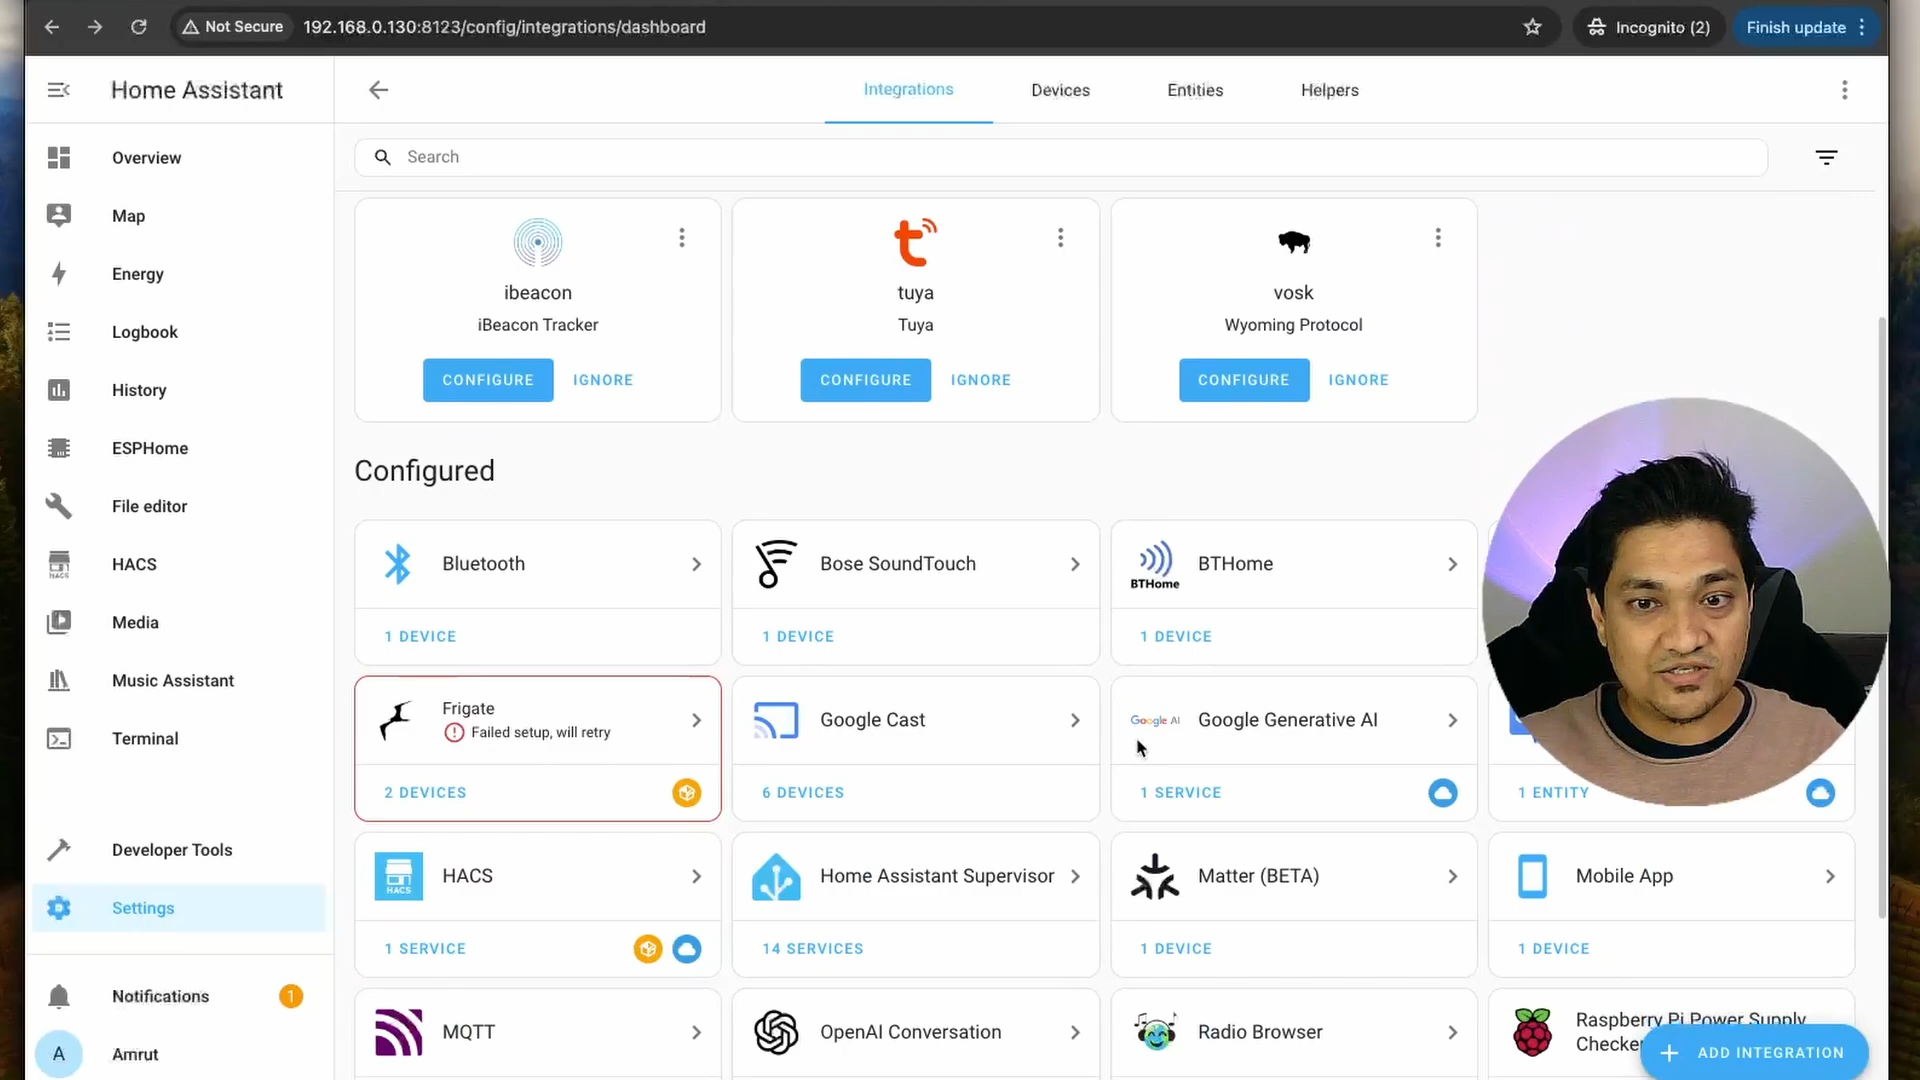 Not Secure 192.168.0.130:8123/config/integrations/dashboard Incognito (2) Finish update
Home Assistant
Integrations Devices Entities Helpers
Search
Overview
Map
Energy
Logbook
History
ESPHome
File editor
HACS
HACS
Media
Music Assistant
Terminal
Developer Tools
Settings
Notifications 1
A Amrut
ibeacon
iBeacon Tracker
CONFIGURE IGNORE
tuya
Tuya
CONFIGURE IGNORE
vosk
Wyoming Protocol
CONFIGURE IGNORE
Configured
Bluetooth
1 DEVICE
Bose SoundTouch
1 DEVICE
BTHome
BTHome
1 DEVICE
Frigate
Failed setup, will retry
2 DEVICES
Google Cast
6 DEVICES
Google AI Google Generative AI
1 SERVICE
1 ENTITY
HACS HACS
1 SERVICE
Home Assistant Supervisor
14 SERVICES
Matter (BETA)
1 DEVICE
Mobile App
1 DEVICE
MQTT
OpenAI Conversation
Radio Browser
Raspberry Pi Power Supply
Checker
ADD INTEGRATION